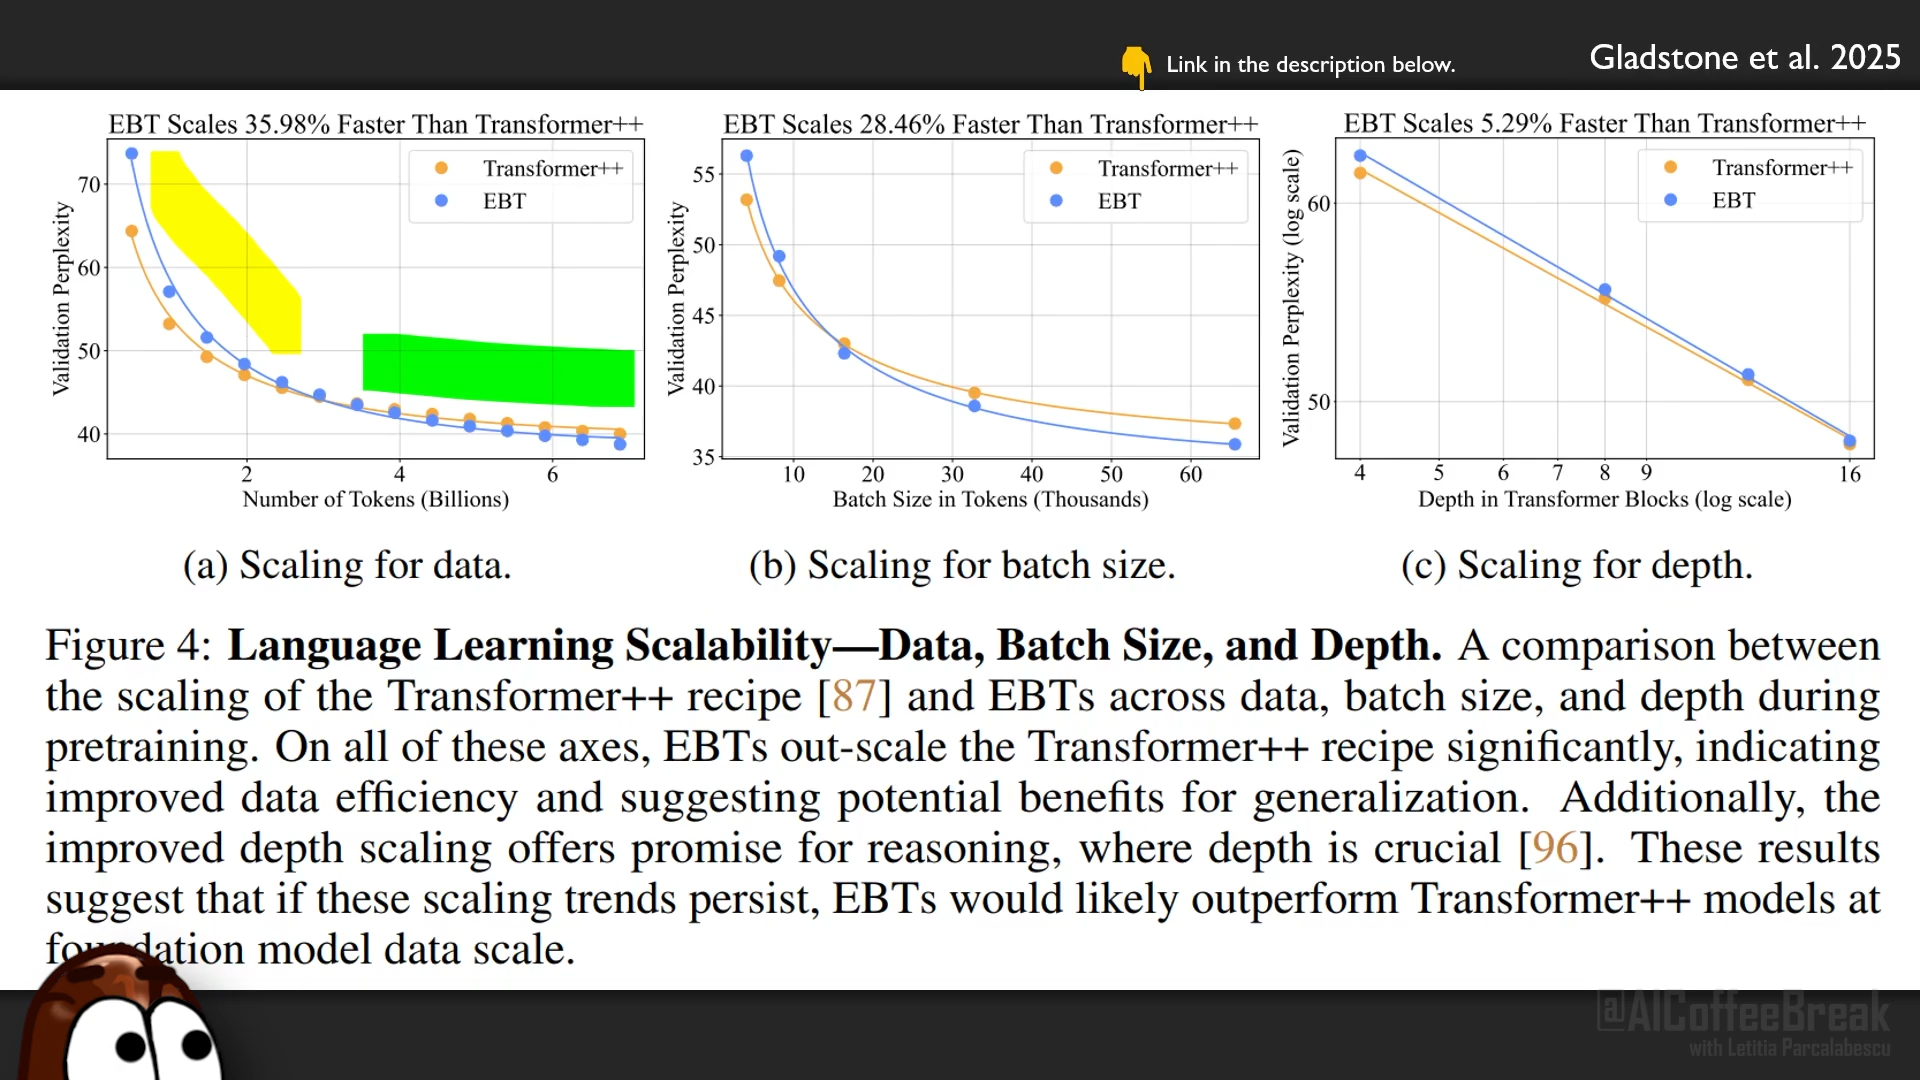 Link in the description below.
Gladstone et al. 2025
EBT Scales 35.98% Faster Than Transformer++
Transformer++
EBT
Validation Perplexity
70
60
50
40
2
4
6
Number of Tokens (Billions)
(a) Scaling for data.
EBT Scales 28.46% Faster Than Transformer++
Transformer++
EBT
Validation Perplexity
55
50
45
40
35
10
20
30
40
50
60
Batch Size in Tokens (Thousands)
(b) Scaling for batch size.
EBT Scales 5.29% Faster Than Transformer++
Transformer++
EBT
Validation Perplexity (log scale)
60
50
4
5
6
7
8
9
16
Depth in Transformer Blocks (log scale)
(c) Scaling for depth.
Figure 4: Language Learning Scalability—Data, Batch Size, and Depth. A comparison between
the scaling of the Transformer++ recipe [87] and EBTs across data, batch size, and depth during
pretraining. On all of these axes, EBTs out-scale the Transformer++ recipe significantly, indicating
improved data efficiency and suggesting potential benefits for generalization. Additionally, the
improved depth scaling offers promise for reasoning, where depth is crucial [96]. These results
suggest that if these scaling trends persist, EBTs would likely outperform Transformer++ models at
foundation model data scale.
@AICoffeeBreak
with Letitia Parcalabescu